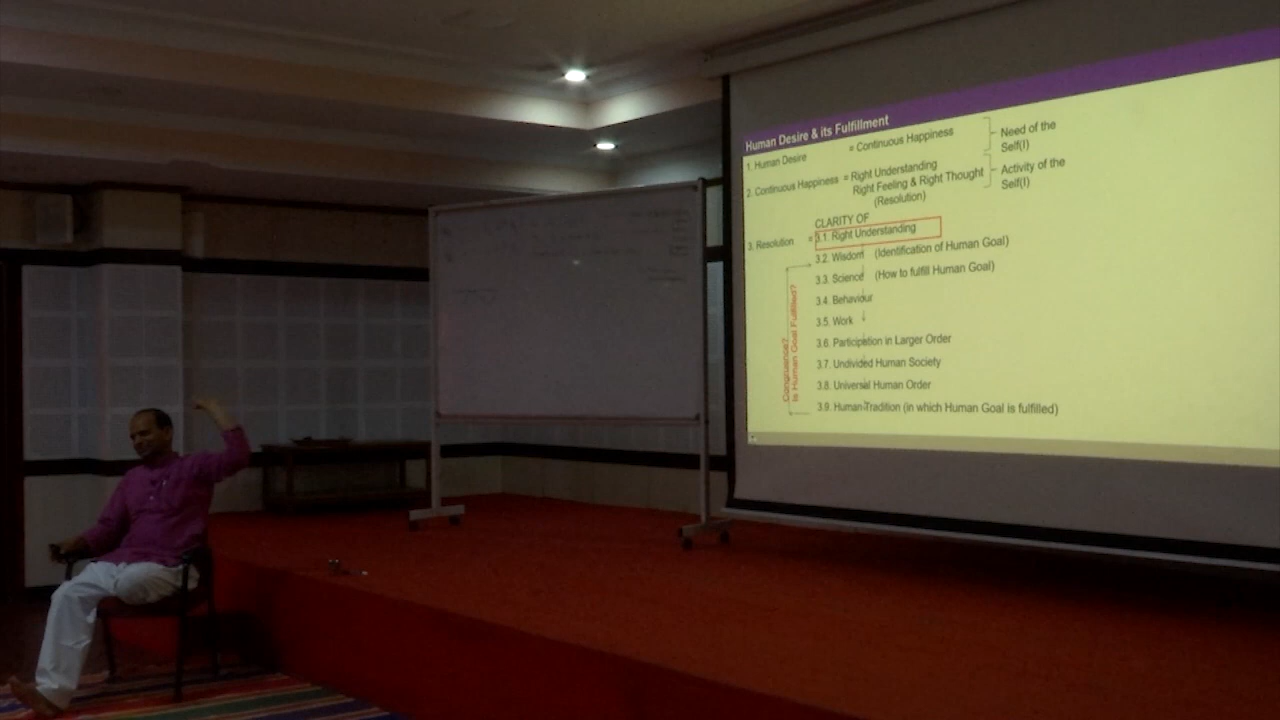 Human Desire & its Fulfillment
1. Human Desire = Continuous Happiness
Need of the
Self(I)
2. Continuous Happiness = Right Understanding
Right Feeling & Right Thought
(Resolution)
Activity of the
Self(I)
CLARITY OF
3. Resolution = 3.1. Right Understanding
3.2. Wisdom (Identification of Human Goal)
3.3. Science (How to fulfill Human Goal)
3.4. Behaviour
3.5. Work
3.6. Participation in Larger Order
3.7. Undivided Human Society
3.8. Universal Human Order
3.9. Human Tradition (in which Human Goal is fulfilled)
Congruence?
Is Human Goal Fulfilled?